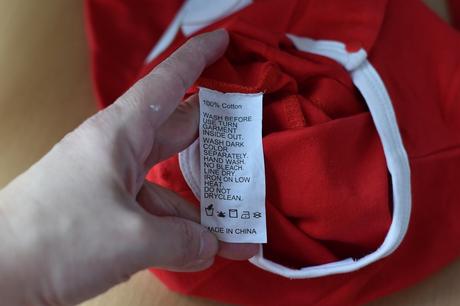 100% Cotton
WASH BEFORE
USE TURN
GARMENT
INSIDE OUT.
WASH DARK
COLOR
SEPARATELY.
HAND WASH.
NO BLEACH.
LINE DRY.
IRON ON LOW
HEAT
DO NOT
DRYCLEAN.
MADE IN CHINA